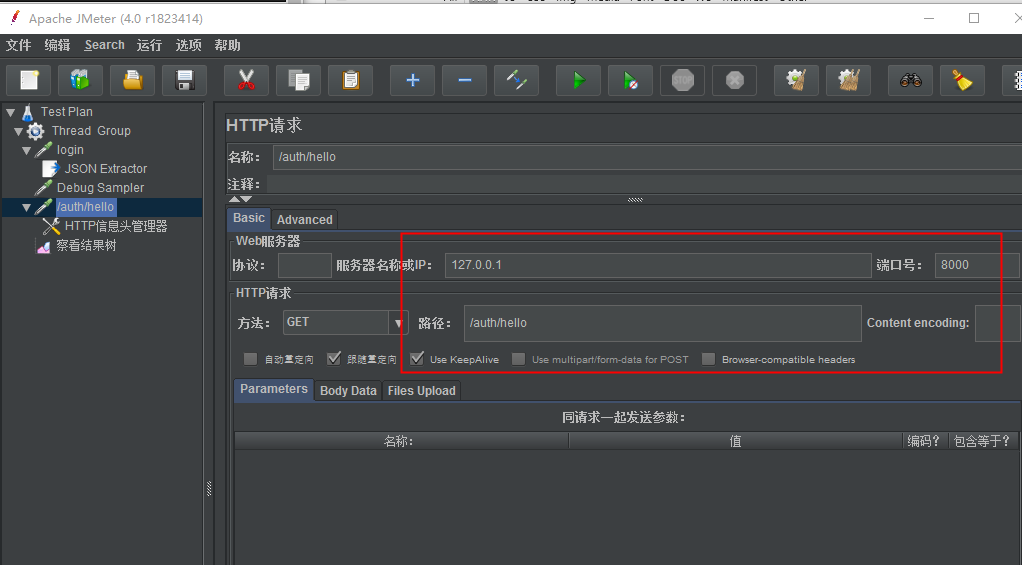 Apache JMeter (4.0 r1823414)
文件 编辑 Search 运行 选项 帮助
Test Plan
Thread Group
login
JSON Extractor
Debug Sampler
/auth/hello
HTTP信息头管理器
察看结果树
HTTP请求
名称: /auth/hello
注释:
Basic Advanced
Web服务器
协议: 服务器名称或IP: 127.0.0.1 端口号: 8000
HTTP请求
方法: GET 路径: /auth/hello Content encoding:
自动重定向 跟随重定向 Use KeepAlive Use multipart/form-data for POST Browser-compatible headers
Parameters Body Data Files Upload
同请求一起发送参数:
名称: 值 编码? 包含等于?